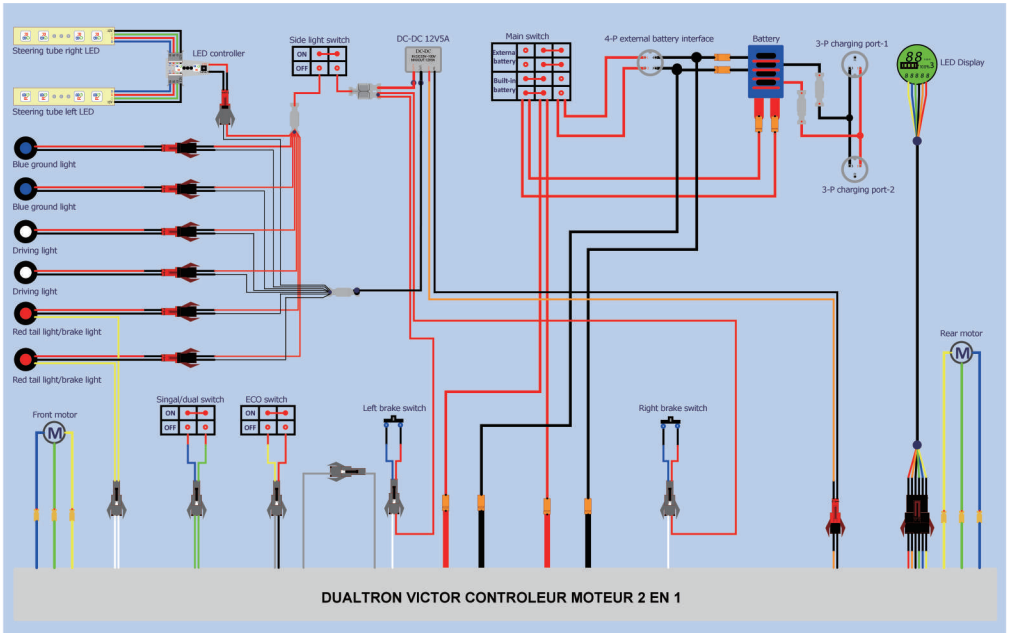 Steering tube right LED
LED controller
Steering tube left LED
Side light switch
ON
OFF
DC-DC 12V5A
DC-DC
Main switch
External
battery
Built-in
battery
4-P external battery interface
Battery
3-P charging port-1
LED Display
3-P charging port-2
Blue ground light
Blue ground light
Driving light
Driving light
Red tail light/brake light
Red tail light/brake light
Front motor
M
Singal/dual switch
ON
OFF
ECO switch
ON
OFF
Left brake switch
Right brake switch
Rear motor
M
DUALTRON VICTOR CONTROLEUR MOTEUR 2 EN 1